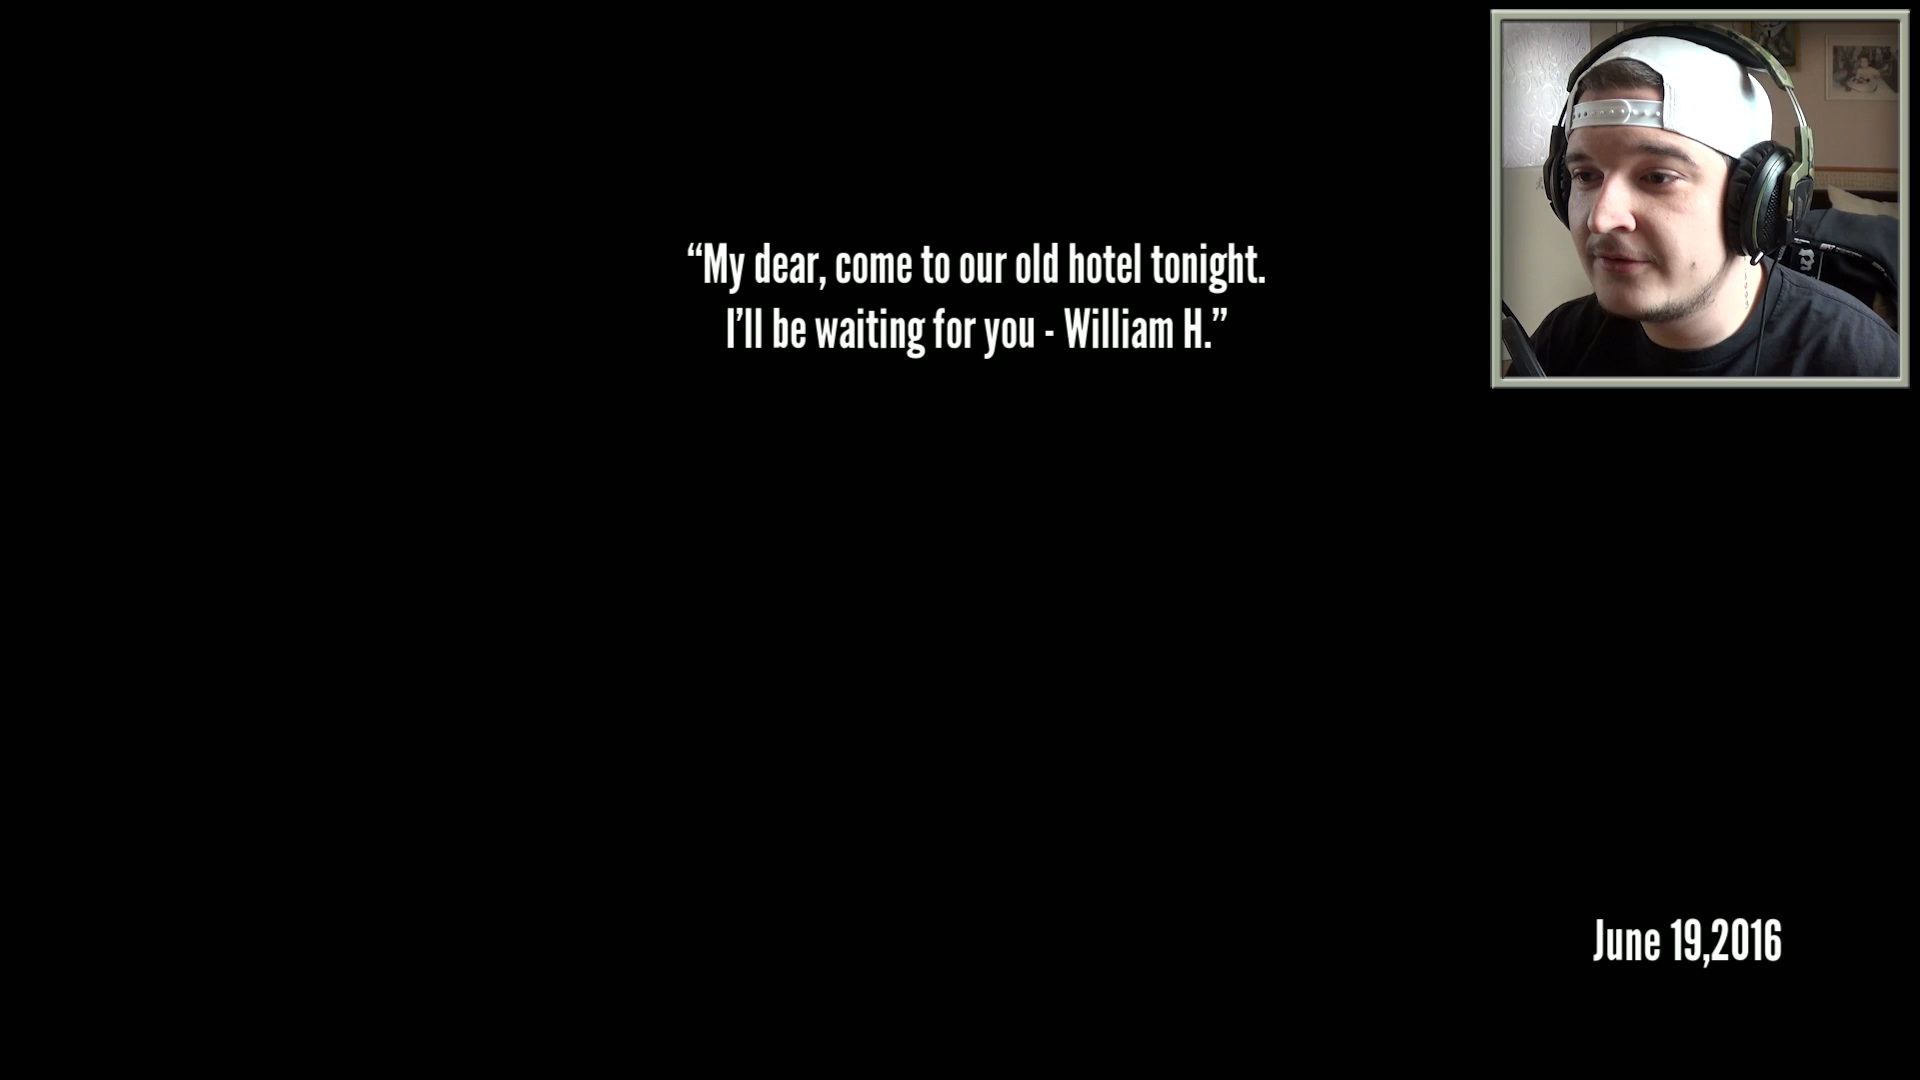 “My dear, come to our old hotel tonight.
I’ll be waiting for you - William H.”
June 19,2016